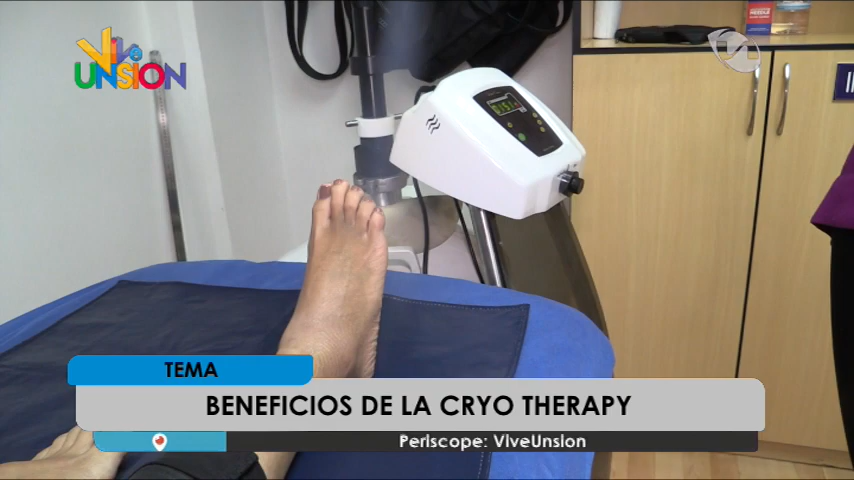 Vive
UNSION
TEMA
BENEFICIOS DE LA CRYO THERAPY
Periscope: ViveUnsion